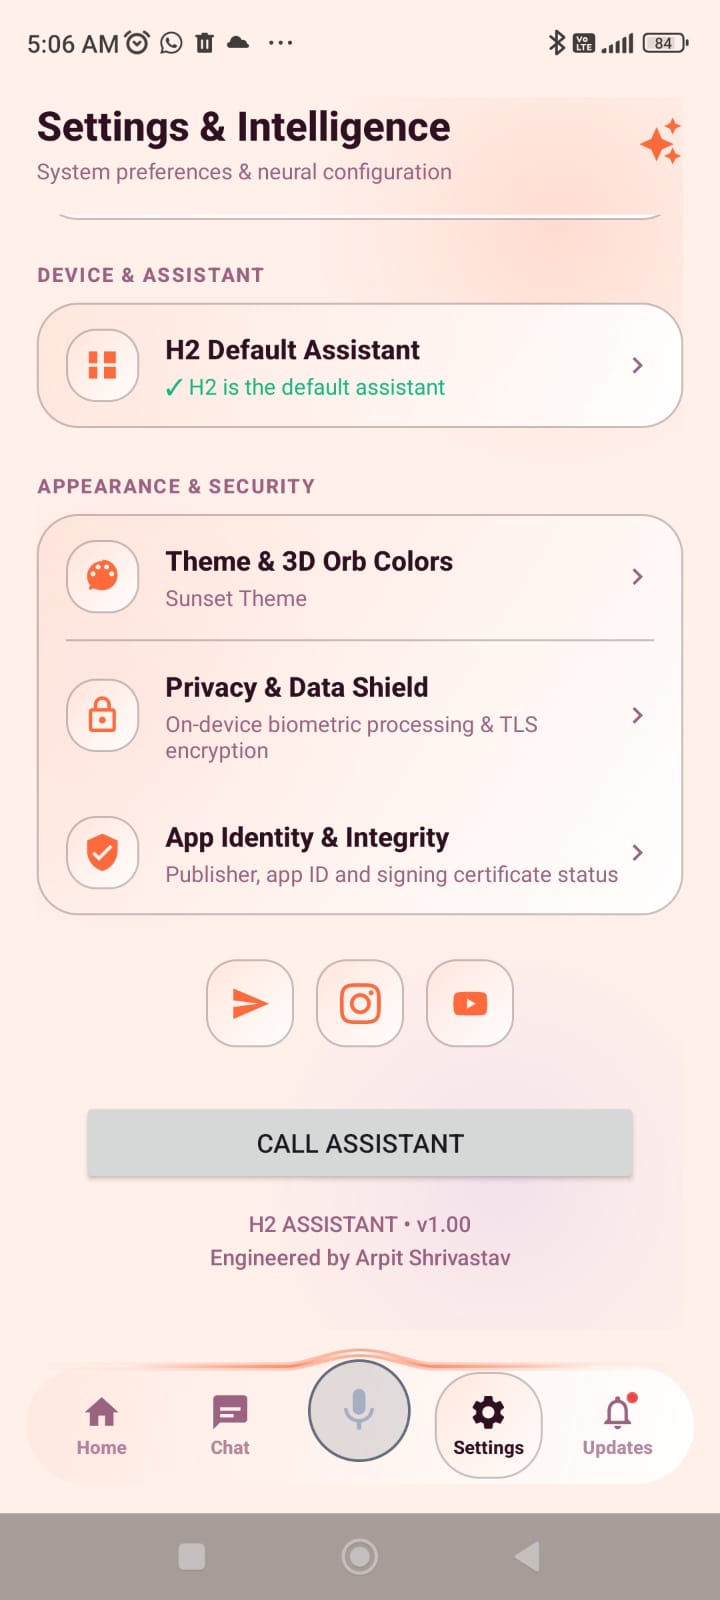 5:06 AM
Vo LTE
84
Settings & Intelligence
System preferences & neural configuration
DEVICE & ASSISTANT
H2 Default Assistant
✓ H2 is the default assistant
APPEARANCE & SECURITY
Theme & 3D Orb Colors
Sunset Theme
Privacy & Data Shield
On-device biometric processing & TLS
encryption
App Identity & Integrity
Publisher, app ID and signing certificate status
CALL ASSISTANT
H2 ASSISTANT • v1.00
Engineered by Arpit Shrivastav
Home
Chat
Settings
Updates